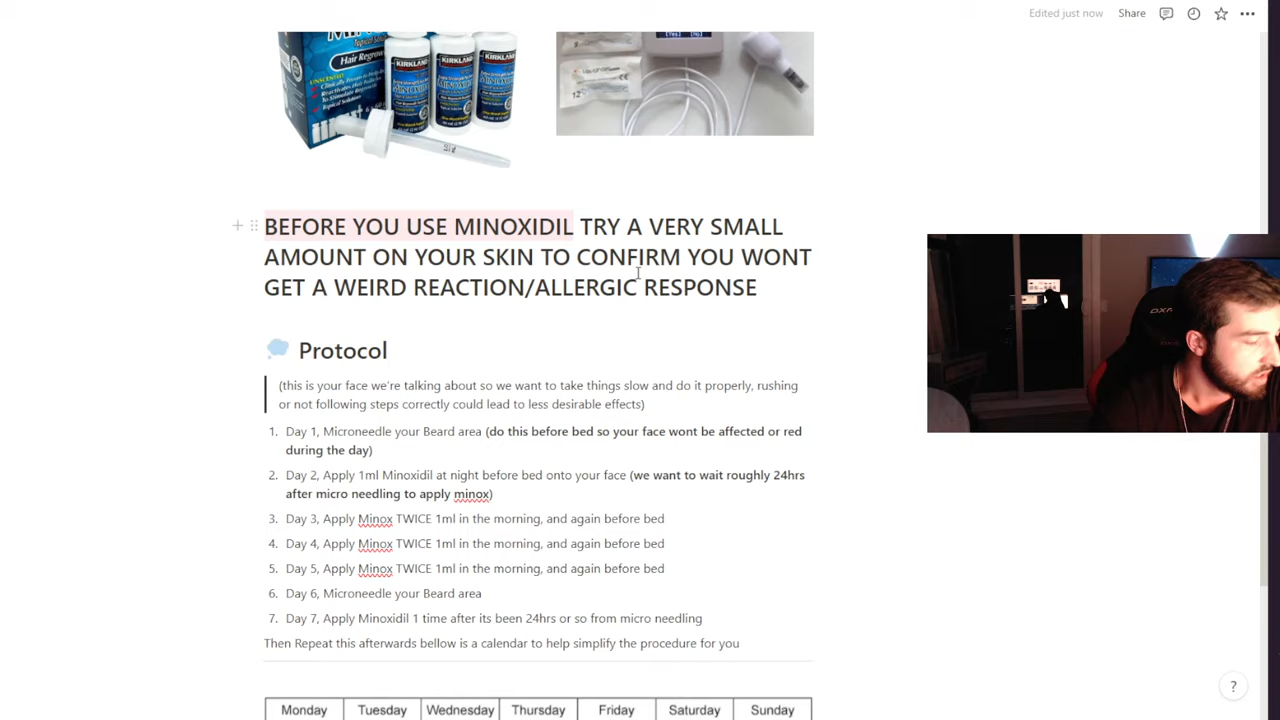 Edited just now Share
Hair Regrowth
KIRKLAND KIRKLAND KIRKLAND
MINOXIDIL
BEFORE YOU USE MINOXIDIL TRY A VERY SMALL
AMOUNT ON YOUR SKIN TO CONFIRM YOU WONT
GET A WEIRD REACTION/ALLERGIC RESPONSE
Protocol
(this is your face we're talking about so we want to take things slow and do it properly, rushing
or not following steps correctly could lead to less desirable effects)
1. Day 1, Microneedle your Beard area (do this before bed so your face wont be affected or red
during the day)
2. Day 2, Apply 1ml Minoxidil at night before bed onto your face (we want to wait roughly 24hrs
after micro needling to apply minox)
3. Day 3, Apply Minox TWICE 1ml in the morning, and again before bed
4. Day 4, Apply Minox TWICE 1ml in the morning, and again before bed
5. Day 5, Apply Minox TWICE 1ml in the morning, and again before bed
6. Day 6, Microneedle your Beard area
7. Day 7, Apply Minoxidil 1 time after its been 24hrs or so from micro needling
Then Repeat this afterwards bellow is a calendar to help simplify the procedure for you
Monday Tuesday Wednesday Thursday Friday Saturday Sunday
?